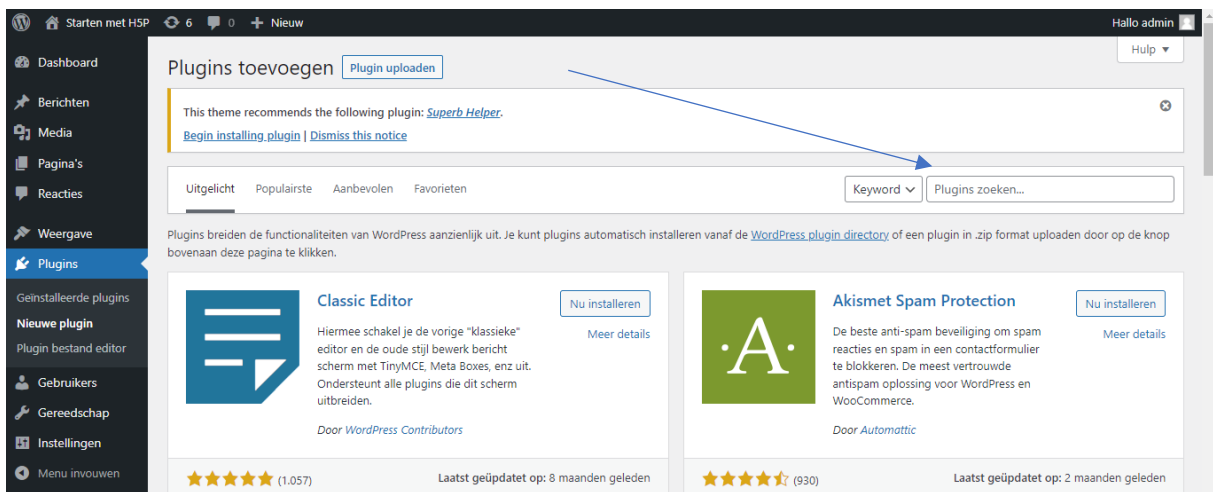 Starten met H5P 6 0 + Nieuw Hallo admin
Hulp
Dashboard
Berichten
Media
Pagina's
Reacties
Weergave
Plugins
Geïnstalleerde plugins
Nieuwe plugin
Plugin bestand editor
Gebruikers
Gereedschap
Instellingen
Menu invouwen
Plugins toevoegen Plugin uploaden
This theme recommends the following plugin: Superb Helper.
Begin installing plugin | Dismiss this notice
Uitgelicht Populairste Aanbevolen Favorieten Keyword Plugins zoeken...
Plugins breiden de functionaliteiten van WordPress aanzienlijk uit. Je kunt plugins automatisch installeren vanaf de WordPress plugin directory of een plugin in .zip format uploaden door op de knop
bovenaan deze pagina te klikken.
Classic Editor
Nu installeren
Meer details
Hiermee schakel je de vorige "klassieke"
editor en de oude stijl bewerk bericht
scherm met TinyMCE, Meta Boxes, enz uit.
Ondersteunt alle plugins die dit scherm
uitbreiden.
Door WordPress Contributors
(1.057) Laatst geüpdatet op: 8 maanden geleden
·A·
Akismet Spam Protection
Nu installeren
Meer details
De beste anti-spam beveiliging om spam
reacties en spam in een contactformulier
te blokkeren. De meest vertrouwde
antispam oplossing voor WordPress en
WooCommerce.
Door Automattic
(930) Laatst geüpdatet op: 2 maanden geleden